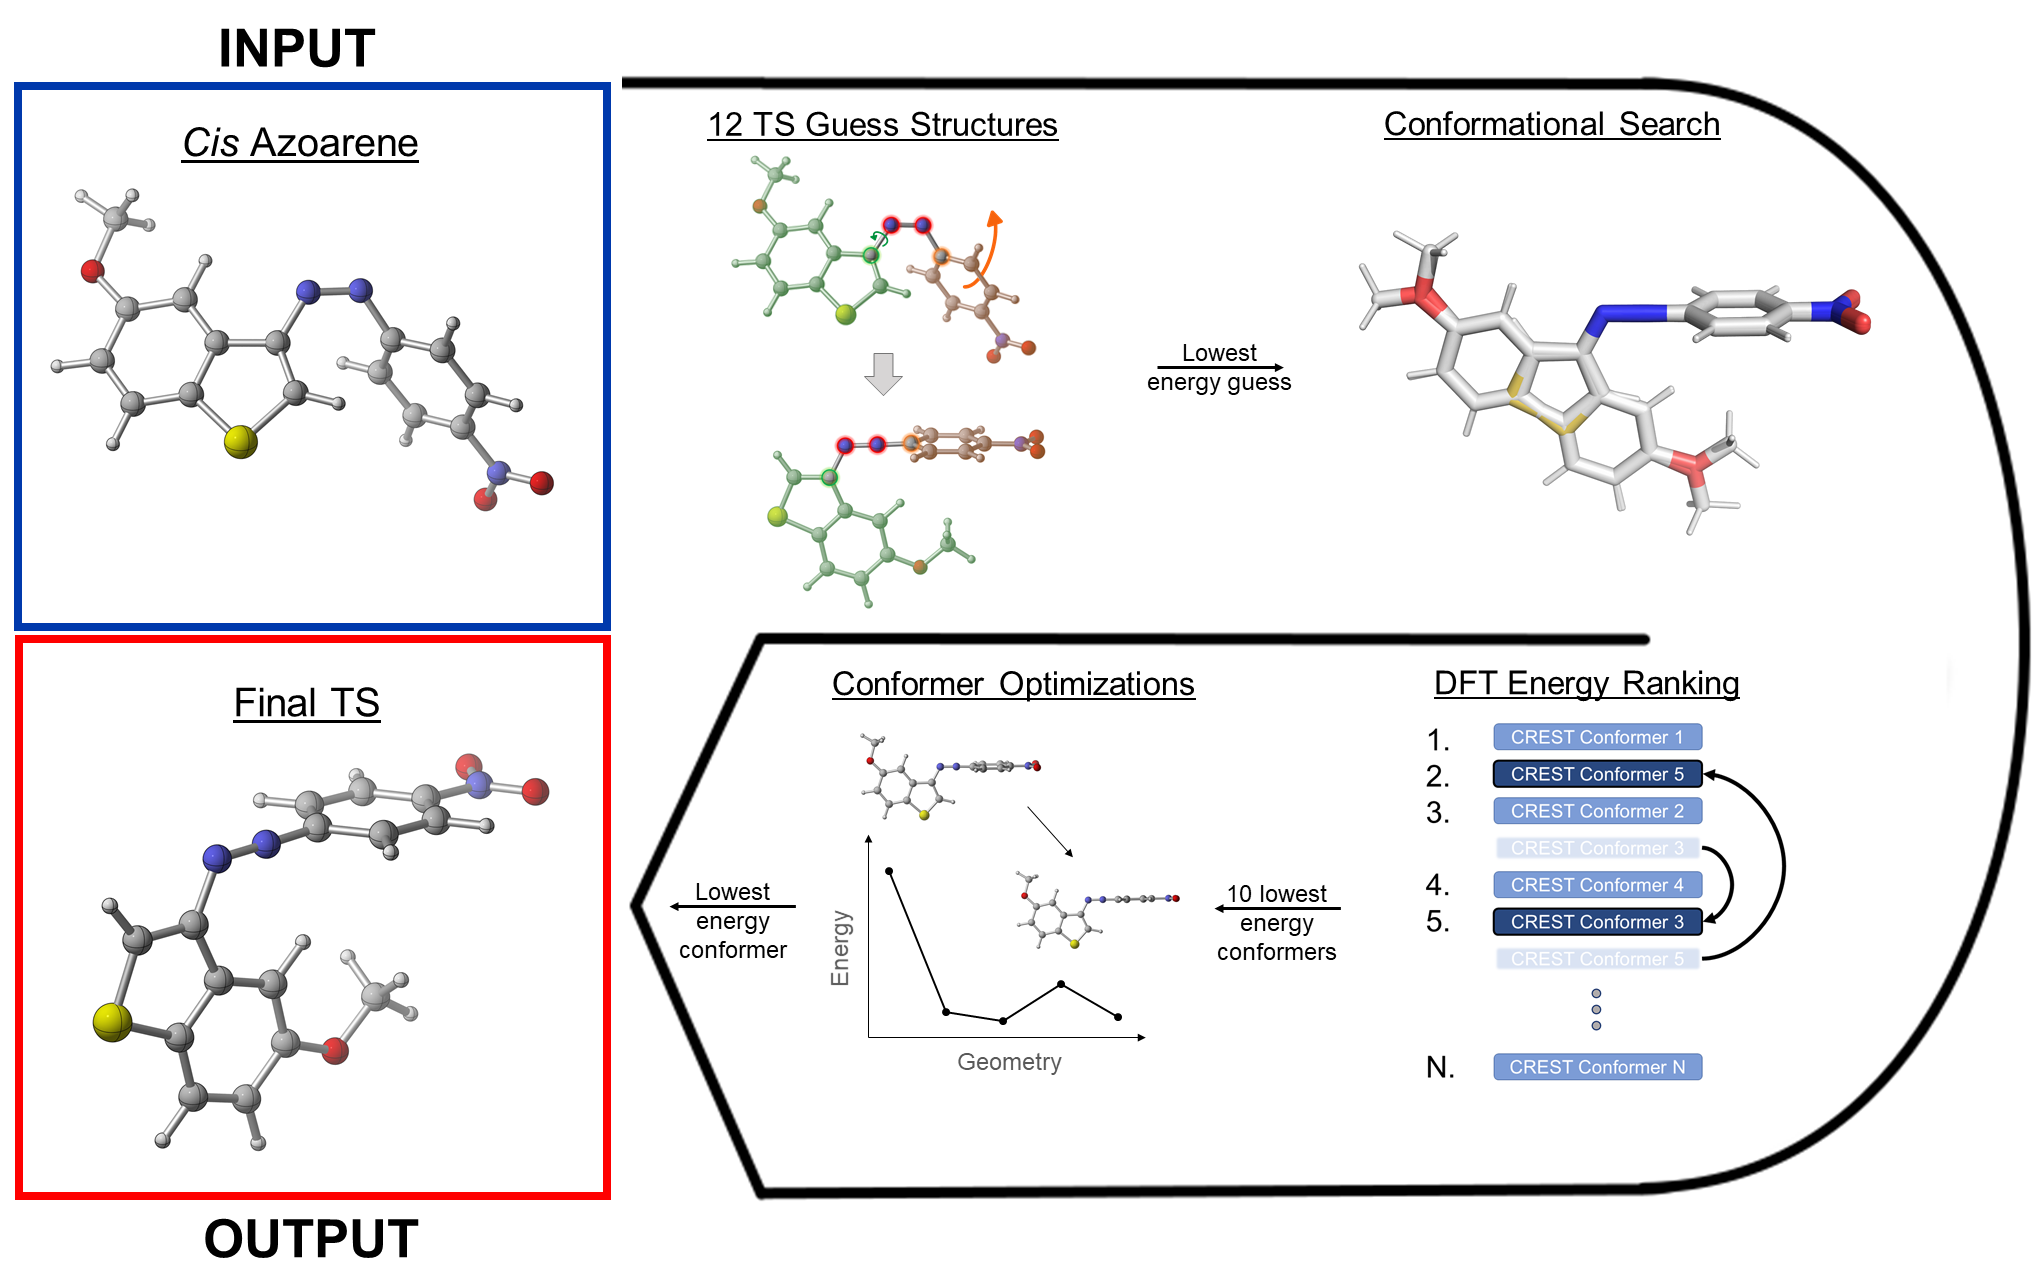 INPUT
Cis Azoarene
12 TS Guess Structures
Lowest
energy guess
Conformational Search
DFT Energy Ranking
1. CREST Conformer 1
2. CREST Conformer 5
3. CREST Conformer 2
CREST Conformer 3
4. CREST Conformer 4
5. CREST Conformer 3
CREST Conformer 5
N. CREST Conformer N
10 lowest
energy
conformers
Conformer Optimizations
Energy
Geometry
Lowest
energy
conformer
Final TS
OUTPUT